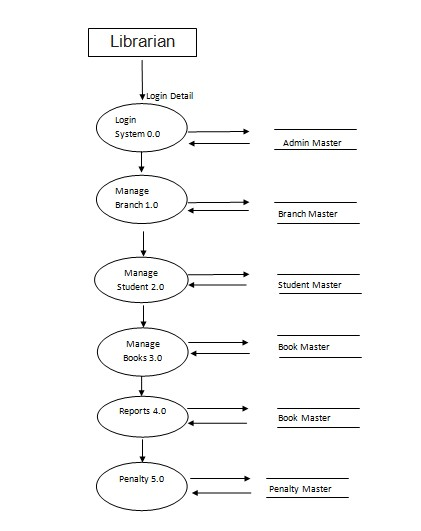 Librarian
Login Detail
Login
System 0.0
Admin Master
Manage
Branch 1.0
Branch Master
Manage
Student 2.0
Student Master
Manage
Books 3.0
Book Master
Reports 4.0
Book Master
Penalty 5.0
Penalty Master